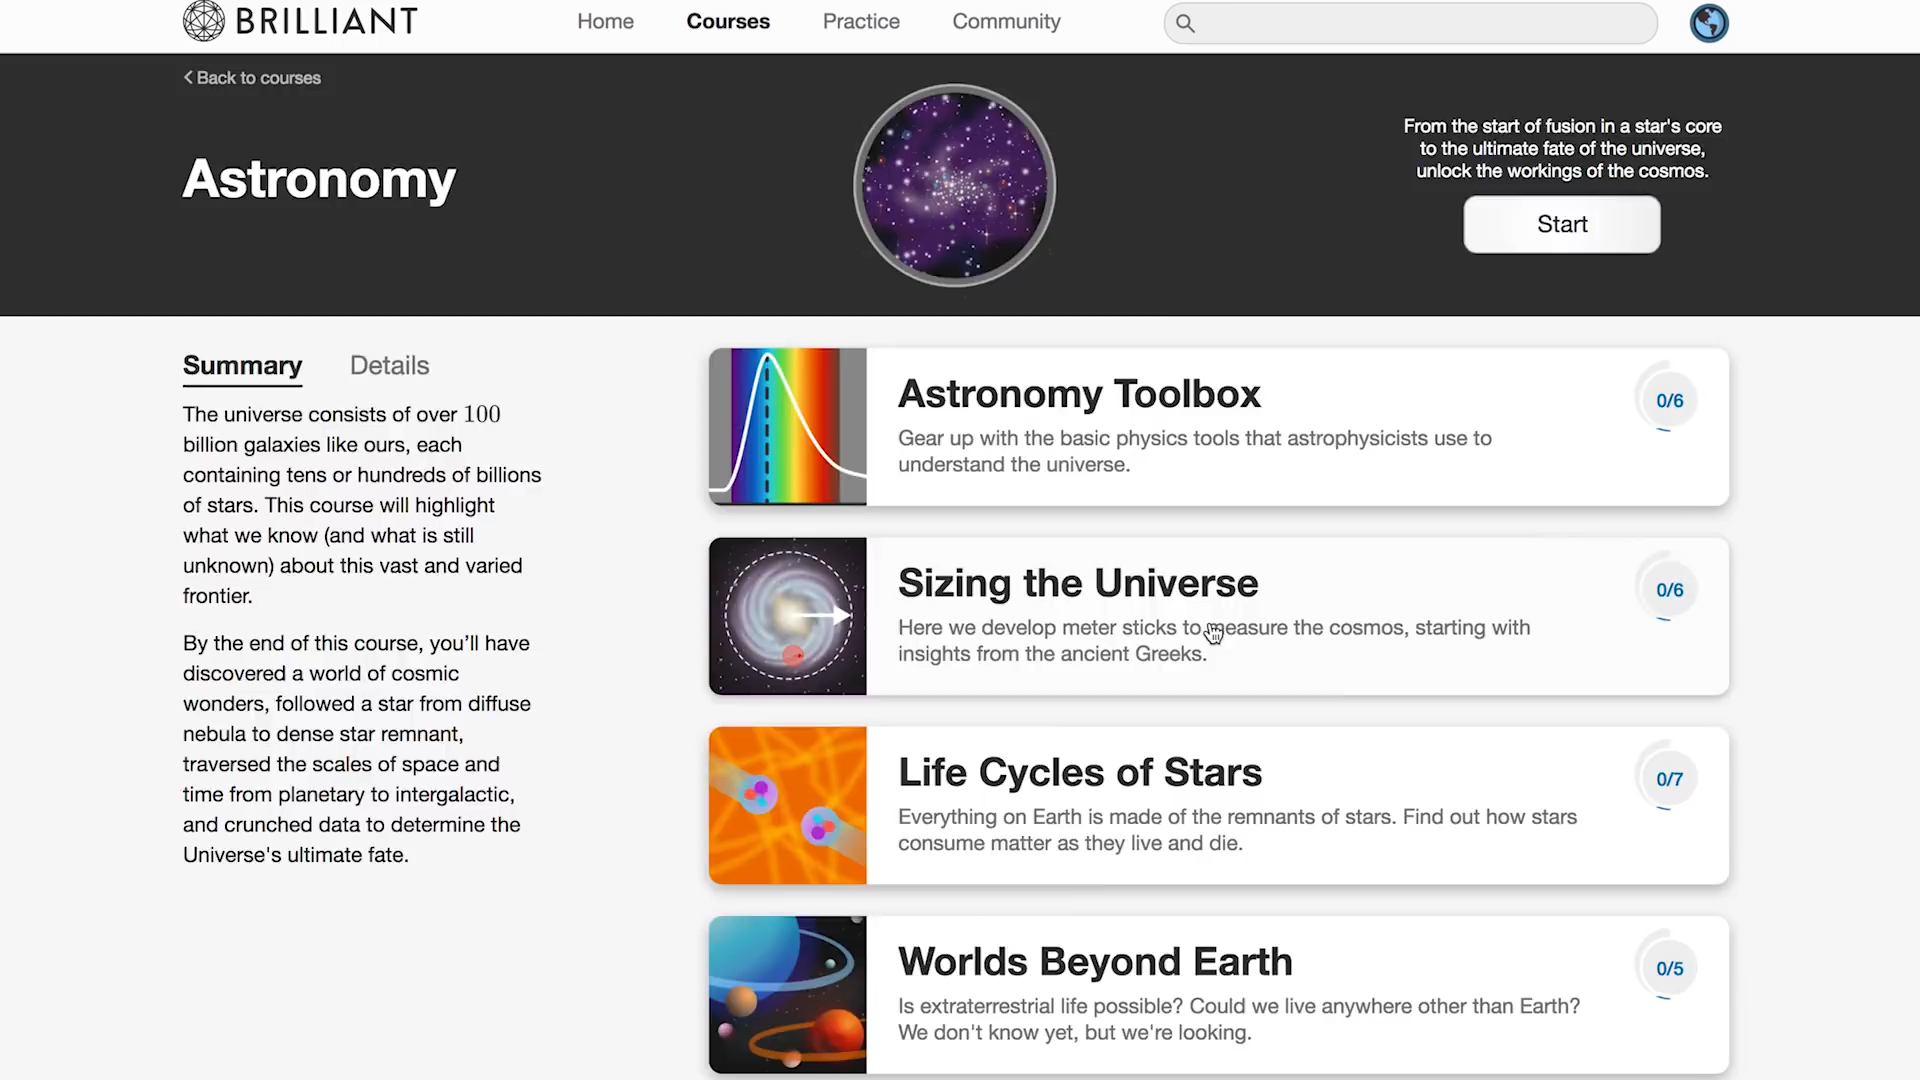 BRILLIANT
Home
Courses
Practice
Community
Back to courses
Astronomy
From the start of fusion in a star's core
to the ultimate fate of the universe,
unlock the workings of the cosmos.
Start
Summary
Details
The universe consists of over 100
billion galaxies like ours, each
containing tens or hundreds of billions
of stars. This course will highlight
what we know (and what is still
unknown) about this vast and varied
frontier.
By the end of this course, you’ll have
discovered a world of cosmic
wonders, followed a star from diffuse
nebula to dense star remnant,
traversed the scales of space and
time from planetary to intergalactic,
and crunched data to determine the
Universe's ultimate fate.
Astronomy Toolbox
0/6
Gear up with the basic physics tools that astrophysicists use to
understand the universe.
Sizing the Universe
0/6
Here we develop meter sticks to measure the cosmos, starting with
insights from the ancient Greeks.
Life Cycles of Stars
0/7
Everything on Earth is made of the remnants of stars. Find out how stars
consume matter as they live and die.
Worlds Beyond Earth
0/5
Is extraterrestrial life possible? Could we live anywhere other than Earth?
We don't know yet, but we're looking.